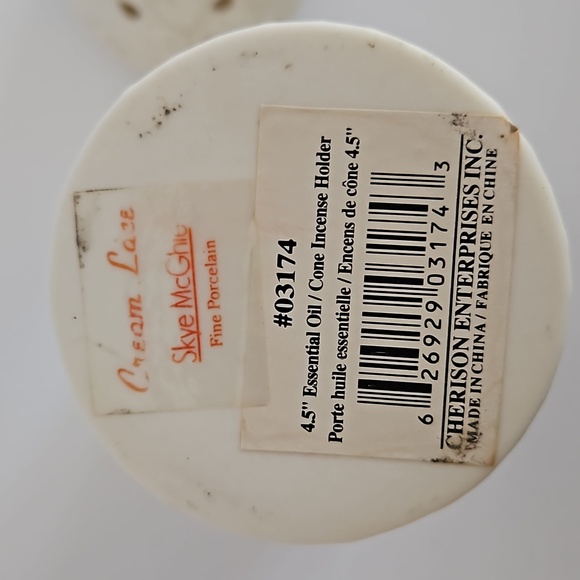 Cream Lace
Skye McGhie
Fine Porcelain
#03174
4.5" Essential Oil / Cone Incense Holder
Porte huile essentielle / Encens de cône 4.5"
6 26929 03174 3
CHERISON ENTERPRISES INC.
MADE IN CHINA / FABRIQUE EN CHINE